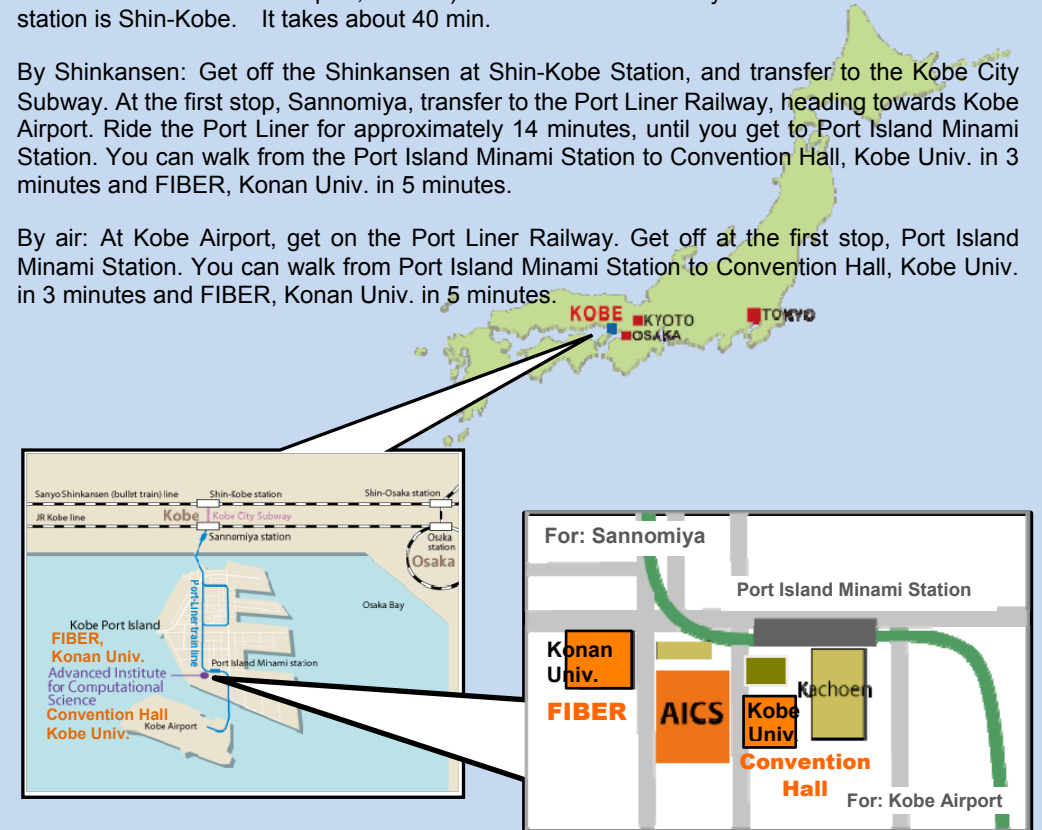 station is Shin-Kobe. It takes about 40 min.
By Shinkansen: Get off the Shinkansen at Shin-Kobe Station, and transfer to the Kobe City
Subway. At the first stop, Sannomiya, transfer to the Port Liner Railway, heading towards Kobe
Airport. Ride the Port Liner for approximately 14 minutes, until you get to Port Island Minami
Station. You can walk from the Port Island Minami Station to Convention Hall, Kobe Univ. in 3
minutes and FIBER, Konan Univ. in 5 minutes.
By air: At Kobe Airport, get on the Port Liner Railway. Get off at the first stop, Port Island
Minami Station. You can walk from Port Island Minami Station to Convention Hall, Kobe Univ.
in 3 minutes and FIBER, Konan Univ. in 5 minutes.
KOBE
KYOTO
TOKYO
OSAKA
Sanyo Shinkansen (bullet train) line
Shin-Kobe station
Shin-Osaka station
JR Kobe line
Kobe
Kobe City Subway
Sannomiya station
Osaka
station
Osaka
Port-Liner train line
Osaka Bay
Kobe Port Island
FIBER,
Konan Univ.
Port Island Minami station
Advanced Institute
for Computational
Science
Convention Hall
Kobe Univ.
Kobe Airport
For: Sannomiya
Port Island Minami Station
Konan
Univ.
FIBER
AICS
Kachoen
Kobe
Univ
Convention
Hall
For: Kobe Airport